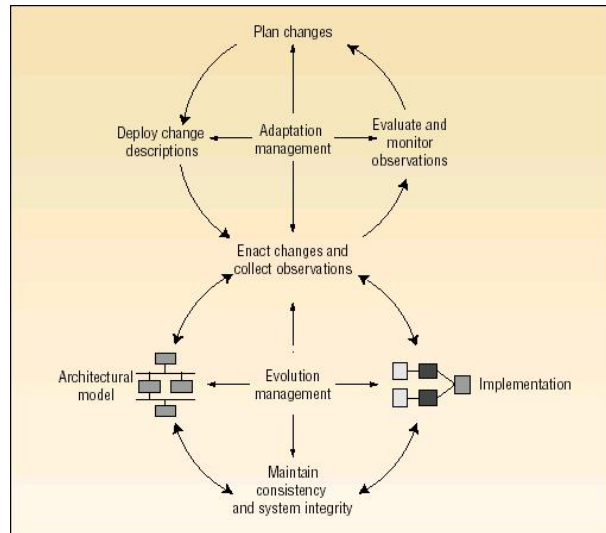 Plan changes
Deploy change
descriptions
Adaptation
management
Evaluate and
monitor
observations
Enact changes and
collect observations
Architectural
model
Evolution
management
Implementation
Maintain
consistency
and system integrity